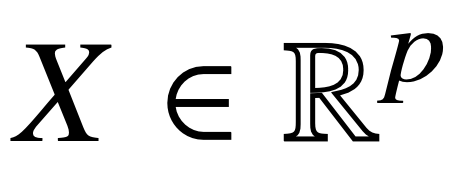 X ∈ ℝ^p